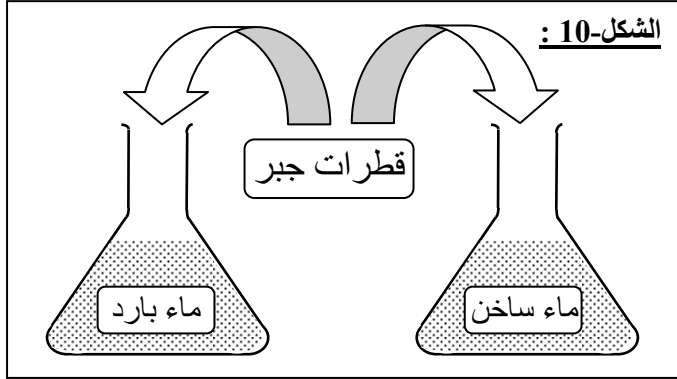 الشكل-10 :
قطرات جبر
ماء ساخن
ماء بارد